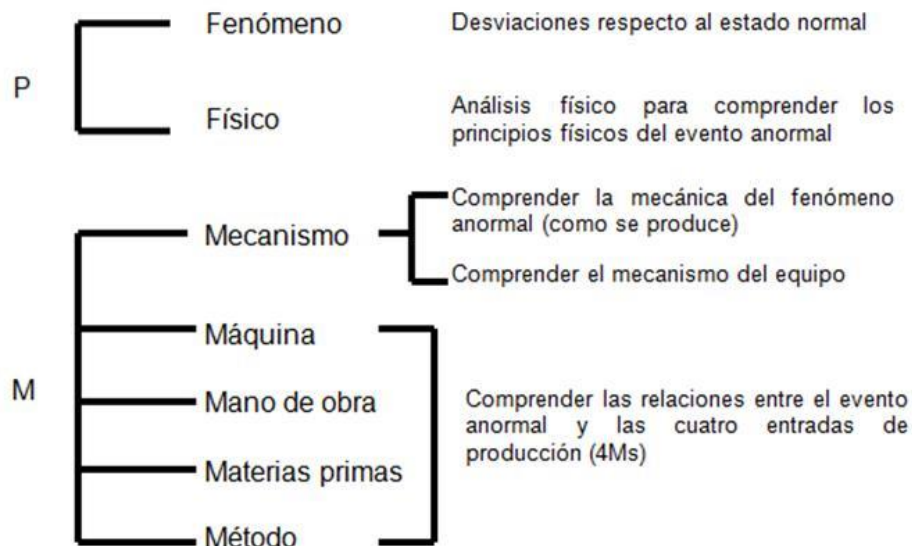 P
Fenómeno
Desviaciones respecto al estado normal
Físico
Análisis físico para comprender los
principios físicos del evento anormal
M
Mecanismo
Comprender la mecánica del fenómeno
anormal (como se produce)
Comprender el mecanismo del equipo
Máquina
Mano de obra
Materias primas
Método
Comprender las relaciones entre el evento
anormal y las cuatro entradas de
producción (4Ms)